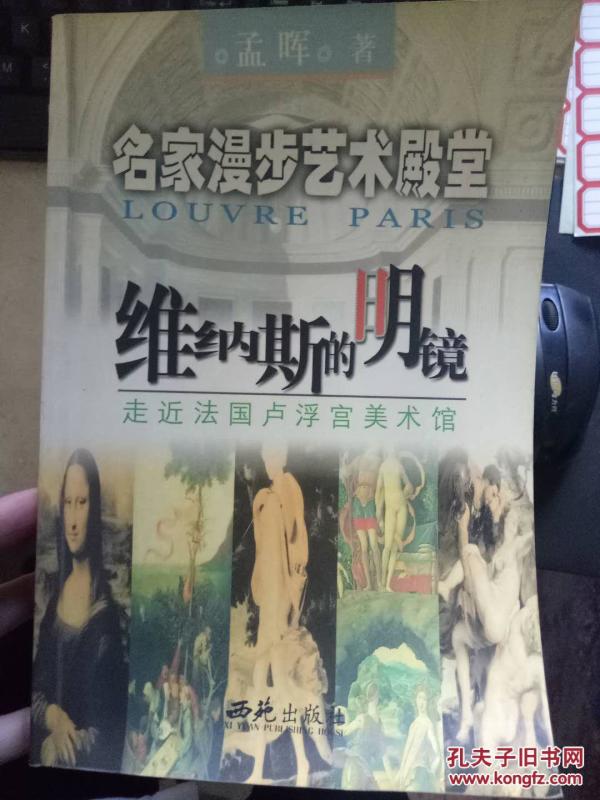 孟晖 著
名家漫步艺术殿堂
LOUVRE PARIS
维纳斯的明镜
走近法国卢浮宫美术馆
西苑出版社
XI YUAN PUBLISHING HOUSE
孔夫子旧书网
www.kongfz.com